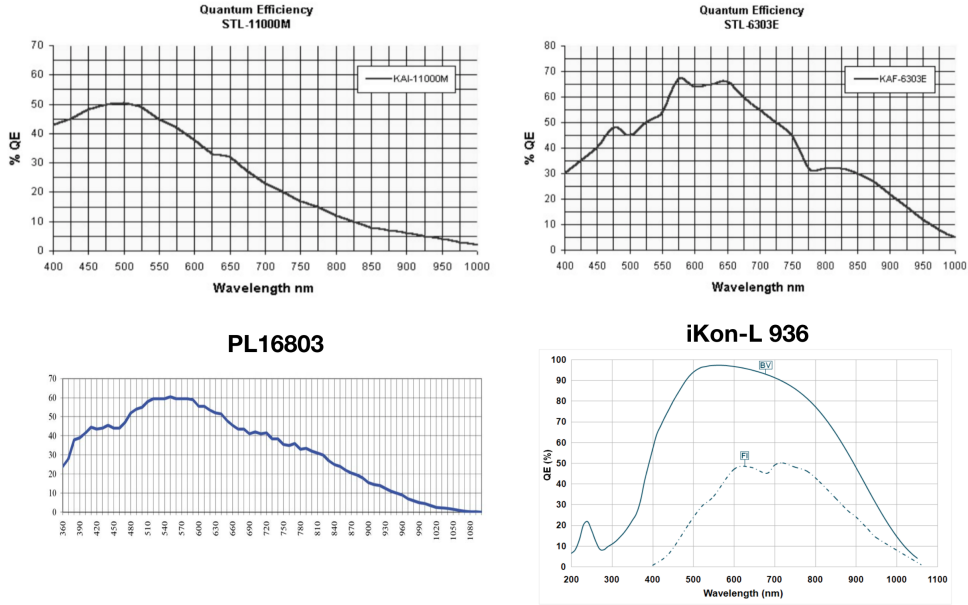 Quantum Efficiency
STL-11000M
70
60
50
40
30
20
10
0
% QE
KAI-11000M
400 450 500 550 600 650 700 750 800 850 900 950 1000
Wavelength nm
Quantum Efficiency
STL-6303E
80
70
60
50
40
30
20
10
0
% QE
KAF-6303E
400 450 500 550 600 650 700 750 800 850 900 950 1000
Wavelength nm
PL16803
70
60
50
40
30
20
10
0
360 390 420 450 480 510 540 570 600 630 660 690 720 750 780 810 840 870 900 930 960 990 1020 1050 1080
iKon-L 936
100
90
80
70
60
50
40
30
20
10
0
QE (%)
BV
FI
200 300 400 500 600 700 800 900 1000 1100
Wavelength (nm)